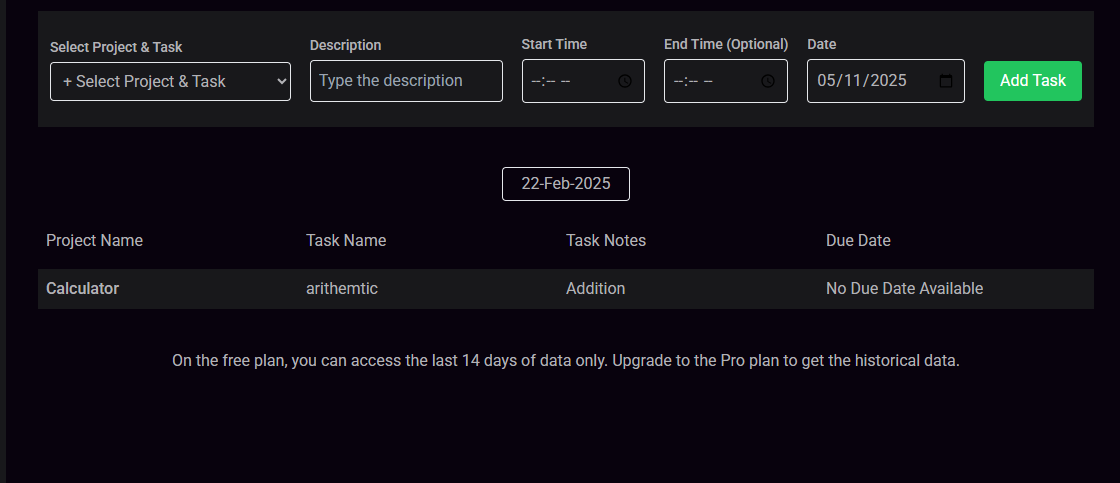 Select Project & Task
Description
Start Time
End Time (Optional)
Date
+ Select Project & Task
Type the description
--:-- --
--:-- --
05/11/2025
Add Task
22-Feb-2025
Project Name
Task Name
Task Notes
Due Date
Calculator
arithemtic
Addition
No Due Date Available
On the free plan, you can access the last 14 days of data only. Upgrade to the Pro plan to get the historical data.